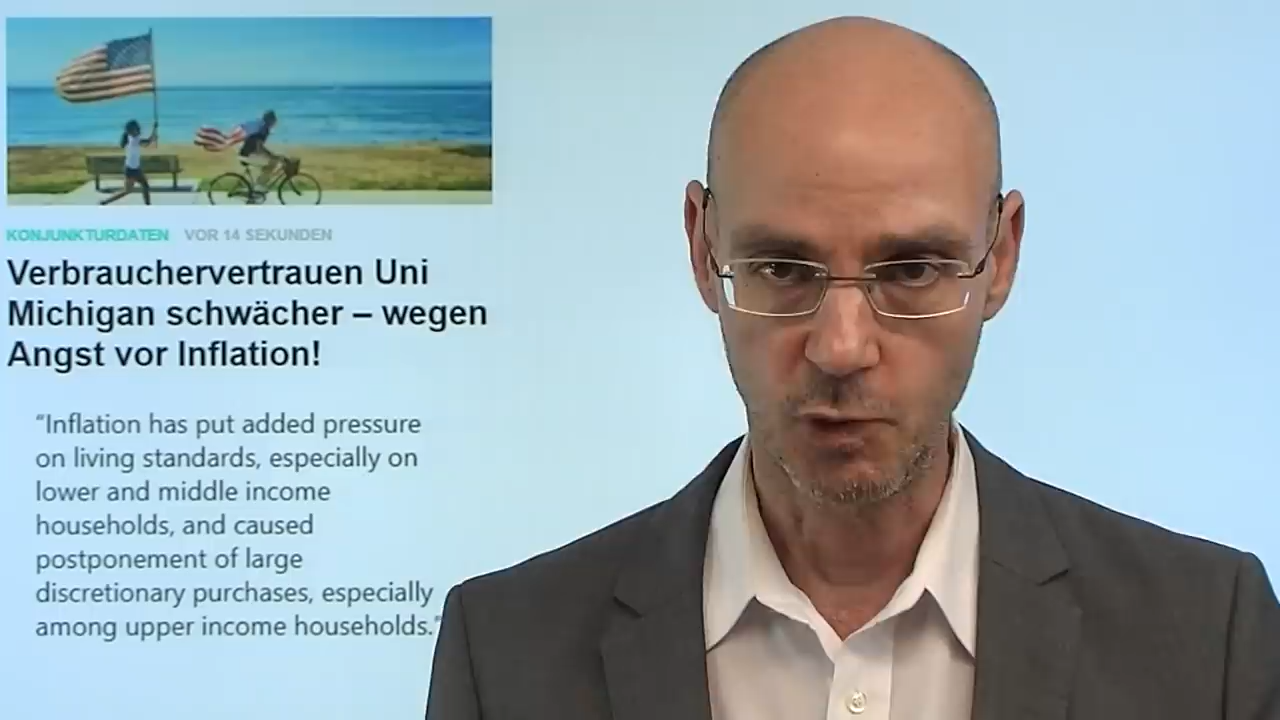 KONJUNKTURDATEN VOR 14 SEKUNDEN
Verbrauchervertrauen Uni
Michigan schwächer – wegen
Angst vor Inflation!
“Inflation has put added pressure
on living standards, especially on
lower and middle income
households, and caused
postponement of large
discretionary purchases, especially
among upper income households.”